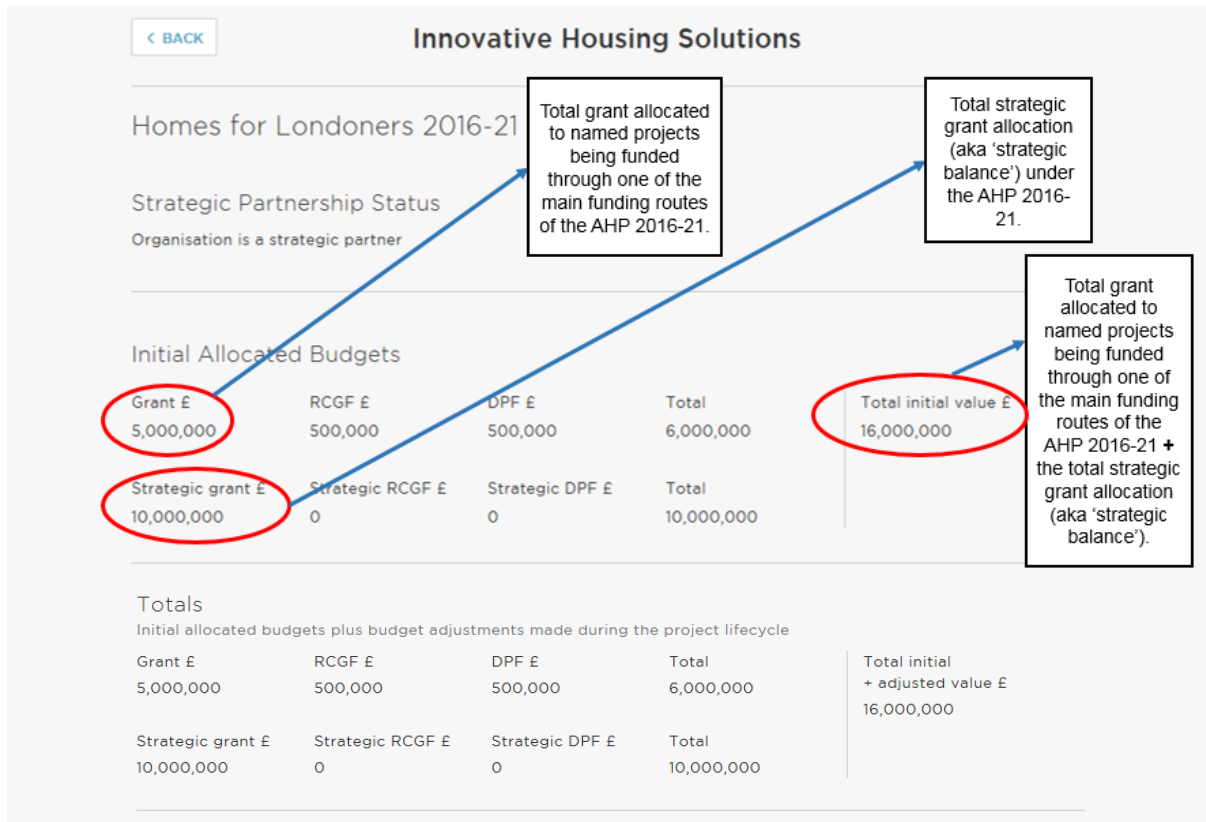 < BACK
Innovative Housing Solutions
Homes for Londoners 2016-21
Strategic Partnership Status
Organisation is a strategic partner
Total grant allocated
to named projects
being funded
through one of the
main funding routes
of the AHP 2016-21.
Total strategic
grant allocation
(aka ‘strategic
balance’) under
the AHP 2016-
21.
Total grant
allocated to
named projects
being funded
through one of
the main funding
routes of the
AHP 2016-21 +
the total strategic
grant allocation
(aka ‘strategic
balance’).
Initial Allocated Budgets
Grant £ RCGF £ DPF £ Total Total initial value £
5,000,000 500,000 500,000 6,000,000 16,000,000
Strategic grant £ Strategic RCGF £ Strategic DPF £ Total
10,000,000 0 0 10,000,000
Totals
Initial allocated budgets plus budget adjustments made during the project lifecycle
Grant £ RCGF £ DPF £ Total Total initial
+ adjusted value £
5,000,000 500,000 500,000 6,000,000
16,000,000
Strategic grant £ Strategic RCGF £ Strategic DPF £ Total
10,000,000 0 0 10,000,000